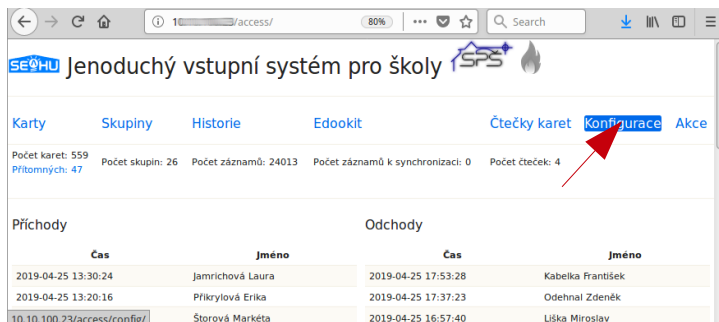 10 /access/ 80% Search
SEOHU Jenoduchý vstupní systém pro školy SPŠ
Karty Skupiny Historie Edookit Čtečky karet Konfigurace Akce
Počet karet: 559 Počet skupin: 26 Počet záznamů: 24013 Počet záznamů k synchronizaci: 0 Počet čteček: 4
Přítomných: 47
Příchody Odchody
Čas Jméno Čas Jméno
2019-04-25 13:30:24 Jamrichová Laura 2019-04-25 17:53:28 Kabelka František
2019-04-25 13:20:16 Přikrylová Erika 2019-04-25 17:37:23 Odehnal Zdeněk
10.10.100.23/access/config/ Štorová Markéta 2019-04-25 16:57:40 Liška Miroslav